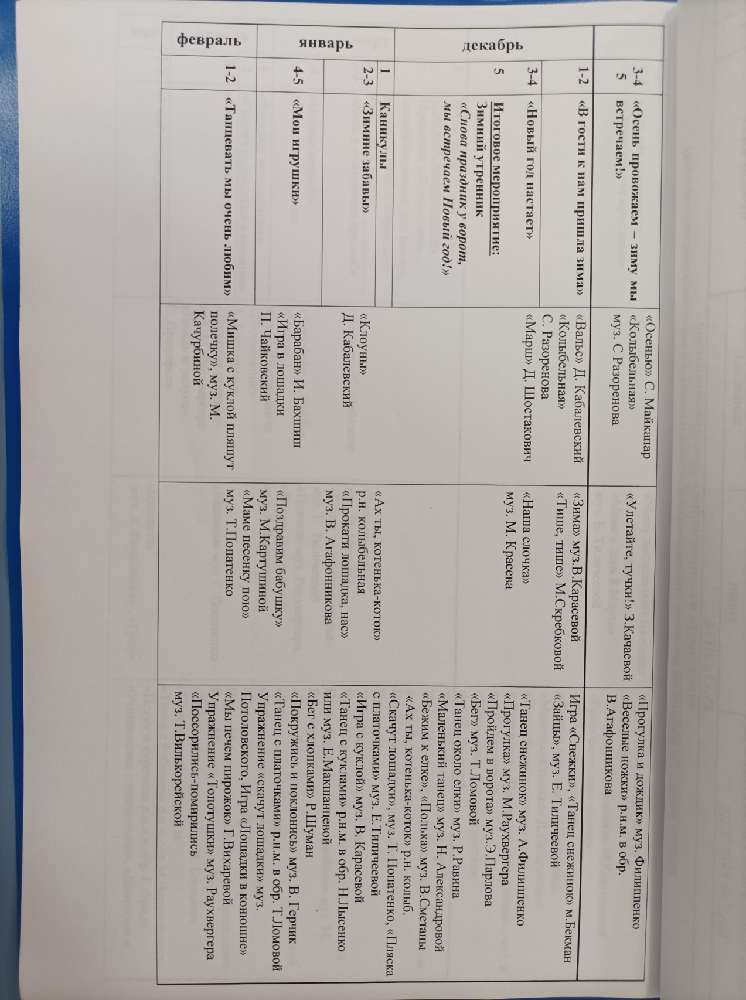 3-4
5
«Осень провожаем – зиму мы
встречаем!»
«Осенью» С. Майкапар
«Колыбельная»
муз. С Разоренова
«Улетайте, тучки!» З.Качаевой
«Прогулка и дождик» муз. Филиппенко
«Веселые ножки» р.н.м. в обр.
В.Агафонникова
декабрь
1-2
«В гости к нам пришла зима»
«Вальс» Д. Кабалевский
«Колыбельная»
С. Разоренова
«Марш» Д. Шостакович
«Зима» муз.В.Карасевой
«Тише, тише» М.Скребковой
Игра «Снежки», «Танец снежинок» м.Бекман
«Зайцы», муз. Е. Тиличеевой
3-4
«Новый год настает»
5
Итоговое мероприятие:
Зимний утренник
«Снова праздник у ворот,
мы встречаем Новый год!»
«Наша елочка»
муз. М. Красева
«Танец снежинок» муз. А.Филиппенко
«Прогулка» муз. М.Раухвергера
«Пройдем в ворота» муз.Э.Парлова
«Бег» муз. Т.Ломовой
«Танец около елки» муз. Р.Равина
«Маленький танец» муз. Н. Александровой
«Бежим к елке», «Полька» муз. В.Сметаны
январь
1
Каникулы
2-3
«Зимние забавы»
«Клоуны»
Д. Кабалевский
«Ах ты, котенька-коток»
р.н. колыбельная
«Прокати лошадка, нас»
муз. В. Агафонникова
«Ах ты, котенька-коток» р.н. колыб.
«Скачут лошадки», муз. Т. Попатенко, «Пляска
с платочками» муз. Е.Тиличеевой
«Игра с куклой» муз. В. Карасевой
«Танец с куклами» р.н.м. в обр. Н.Лысенко
или муз. Е.Макшанцевой
4-5
«Мои игрушки»
«Барабан» И. Бахшиш
«Игра в лошадки
П. Чайковский
«Поздравим бабушку»
муз. М.Картушиной
«Маме песенку пою»
муз. Т.Попатенко
«Бег с хлопками» Р.Шуман
«Покружись и поклонись» муз. В. Герчик
«Танец с платочками» р.н.м. в обр. Т.Ломовой
Упражнение «скачут лошадки» муз.
Потоловского, Игра «Лошадки в конюшне»
февраль
1-2
«Танцевать мы очень любим»
«Мишка с куклой пляшут
полечку», муз. М.
Качурбиной
«Мы печем пирожок» Г.Вихаревой
Упражнение «Топотушки» муз. Раухвергера
«Поссорились-помирились
муз. Т.Вилькорейской